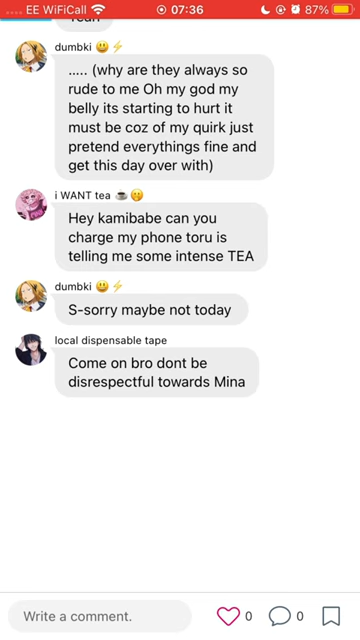 EE WiFiCall 07:36 87%
Yeah
dumbki 😃⚡
..... (why are they always so
rude to me Oh my god my
belly its starting to hurt it
must be coz of my quirk just
pretend everythings fine and
get this day over with)
i WANT tea ☕🤭
Hey kamibabe can you
charge my phone toru is
telling me some intense TEA
dumbki 😃⚡
S-sorry maybe not today
local dispensable tape
Come on bro dont be
disrespectful towards Mina
Write a comment. 0 0